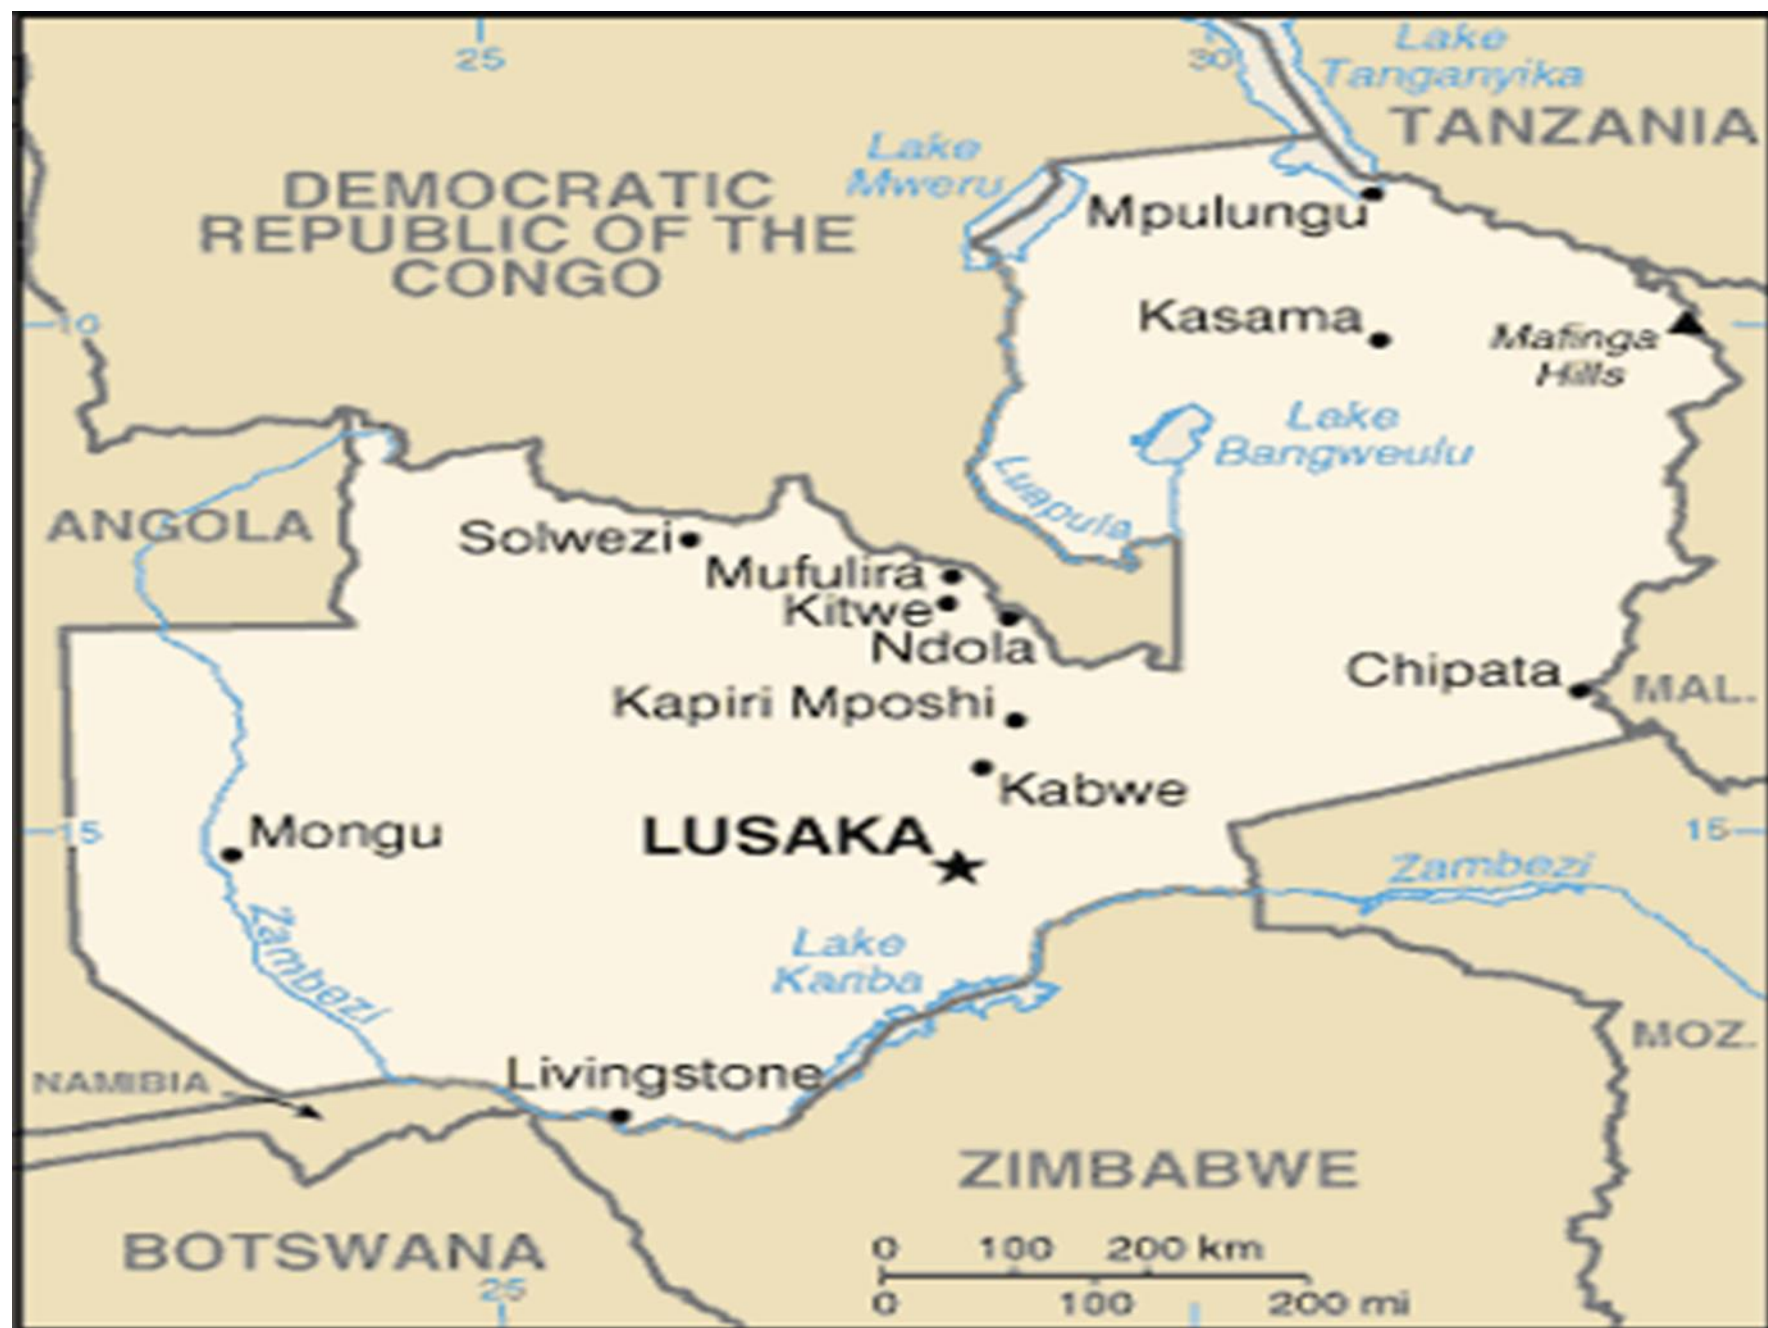 25
30
Lake
Tanganyika
TANZANIA
Lake
Mweru
DEMOCRATIC
REPUBLIC OF THE
CONGO
Mpulungu
Kasama
10
Mafinga
Hills
Lake
Bangweulu
Luapula
ANGOLA
Solwezi
Mufulira
Kitwe
Ndola
Chipata
MAL.
Kapiri Mposhi
Kabwe
15
Mongu
LUSAKA
15
Zambezi
Zambezi
Lake
Kariba
MOZ.
NAMIBIA
Livingstone
ZIMBABWE
BOTSWANA
25
0 100 200 km
0 100 200 mi